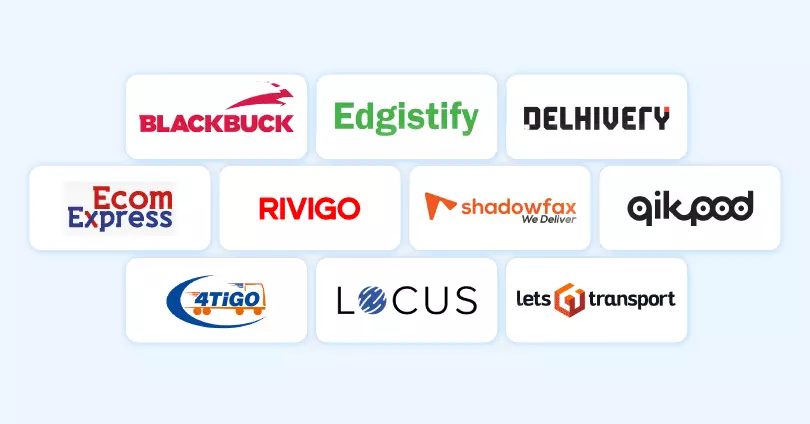 BLACKBUCK
Edgistify
DELHIVERY
Ecom
Express
RIVIGO
shadowfax
We Deliver
qikpod
4TiGO
LOCUS
lets transport